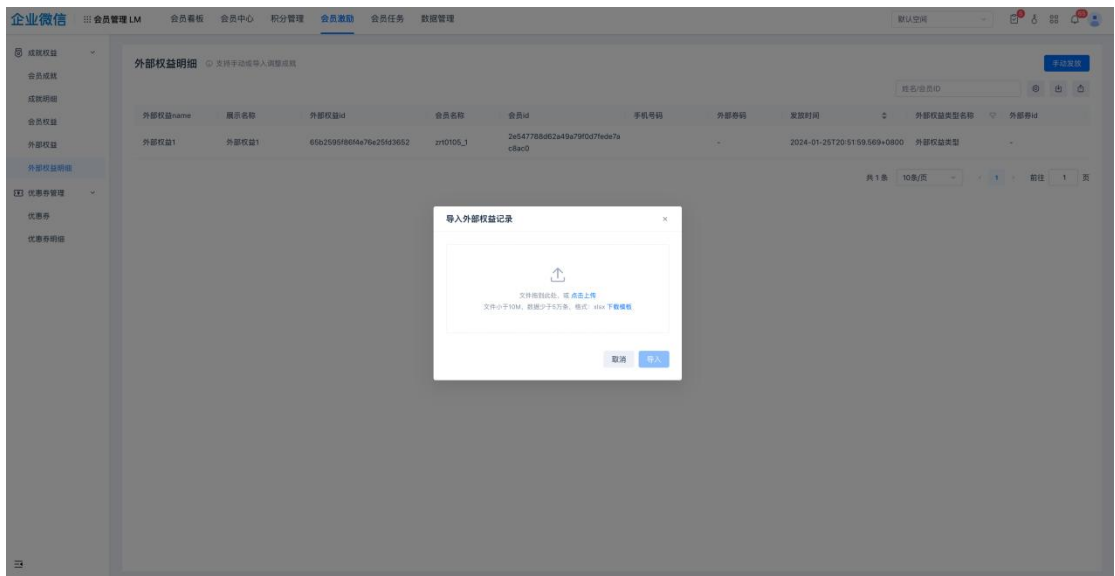 企业微信 会员管理 LM 会员看板 会员中心 积分管理 会员激励 会员任务 数据管理 默认空间
成就权益
会员成就
成就明细
会员权益
外部权益
外部权益明细
优惠券管理
优惠券
优惠券明细
外部权益明细 支持手动或导入调整成就 手动发放
姓名/会员ID
外部权益name 展示名称 外部权益id 会员名称 会员id 手机号码 外部券码 发放时间 外部权益类型名称 外部券id
外部权益1 外部权益1 65b2595f86f4e76e25fd3652 zrt0105_1 2e547768d62a49a79f0d7fede7a - 2024-01-25T20:51:59.569+0800 外部权益类型 -
c8ac0
共 1 条 10条/页 1 前往 1 页
导入外部权益记录
文件拖到此处，或 点击上传
文件小于10M，数据少于5万条，格式：xlsx 下载模板
取消 导入